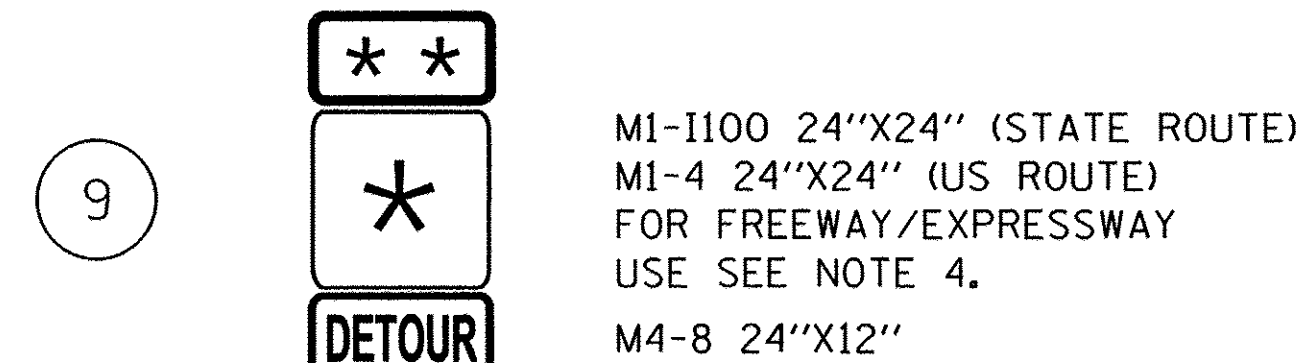 * *
9
*
M1-I100 24''X24'' (STATE ROUTE)
M1-4 24''X24'' (US ROUTE)
FOR FREEWAY/EXPRESSWAY
USE SEE NOTE 4.
DETOUR
M4-8 24''X12''